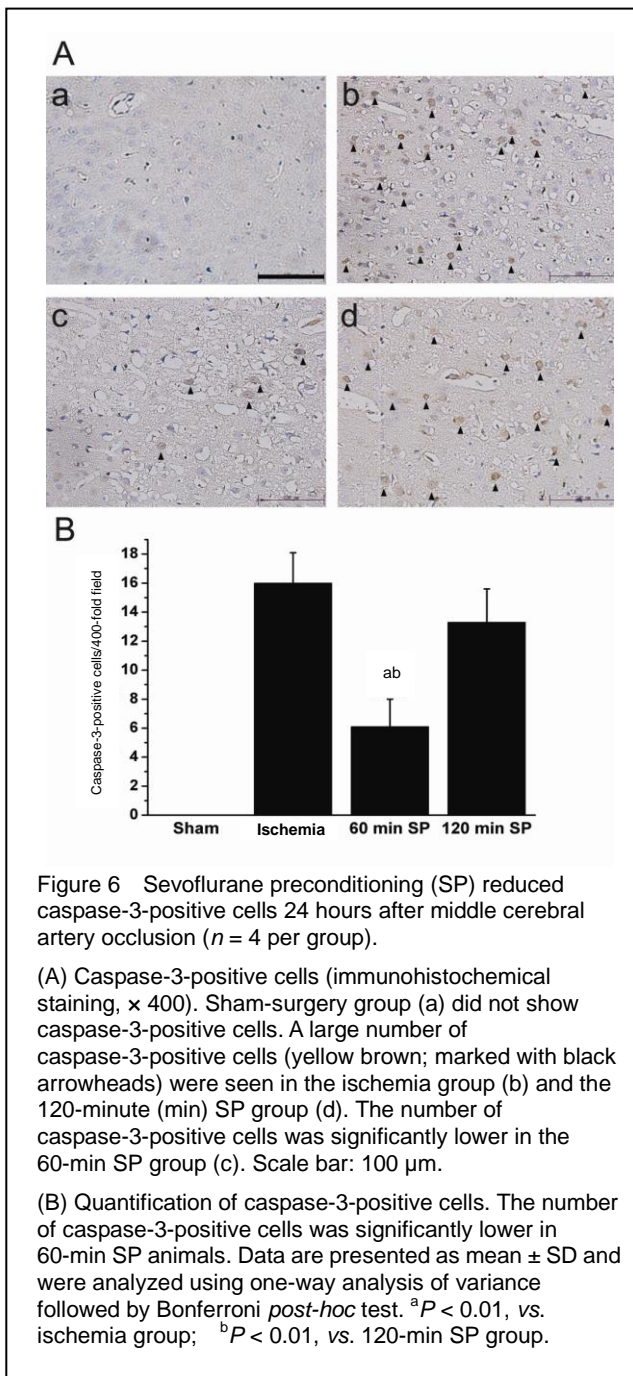 A
a
b
c
d
B
Caspase-3-positive cells/400-fold field
18
16
14
12
10
8
6
4
2
0
ab
Sham Ischemia 60 min SP 120 min SP
Figure 6 Sevoflurane preconditioning (SP) reduced
caspase-3-positive cells 24 hours after middle cerebral
artery occlusion (n = 4 per group).
(A) Caspase-3-positive cells (immunohistochemical
staining, × 400). Sham-surgery group (a) did not show
caspase-3-positive cells. A large number of
caspase-3-positive cells (yellow brown; marked with black
arrowheads) were seen in the ischemia group (b) and the
120-minute (min) SP group (d). The number of
caspase-3-positive cells was significantly lower in the
60-min SP group (c). Scale bar: 100 μm.
(B) Quantification of caspase-3-positive cells. The number
of caspase-3-positive cells was significantly lower in
60-min SP animals. Data are presented as mean ± SD and
were analyzed using one-way analysis of variance
followed by Bonferroni post-hoc test. ᵃP < 0.01, vs.
ischemia group; ᵇP < 0.01, vs. 120-min SP group.